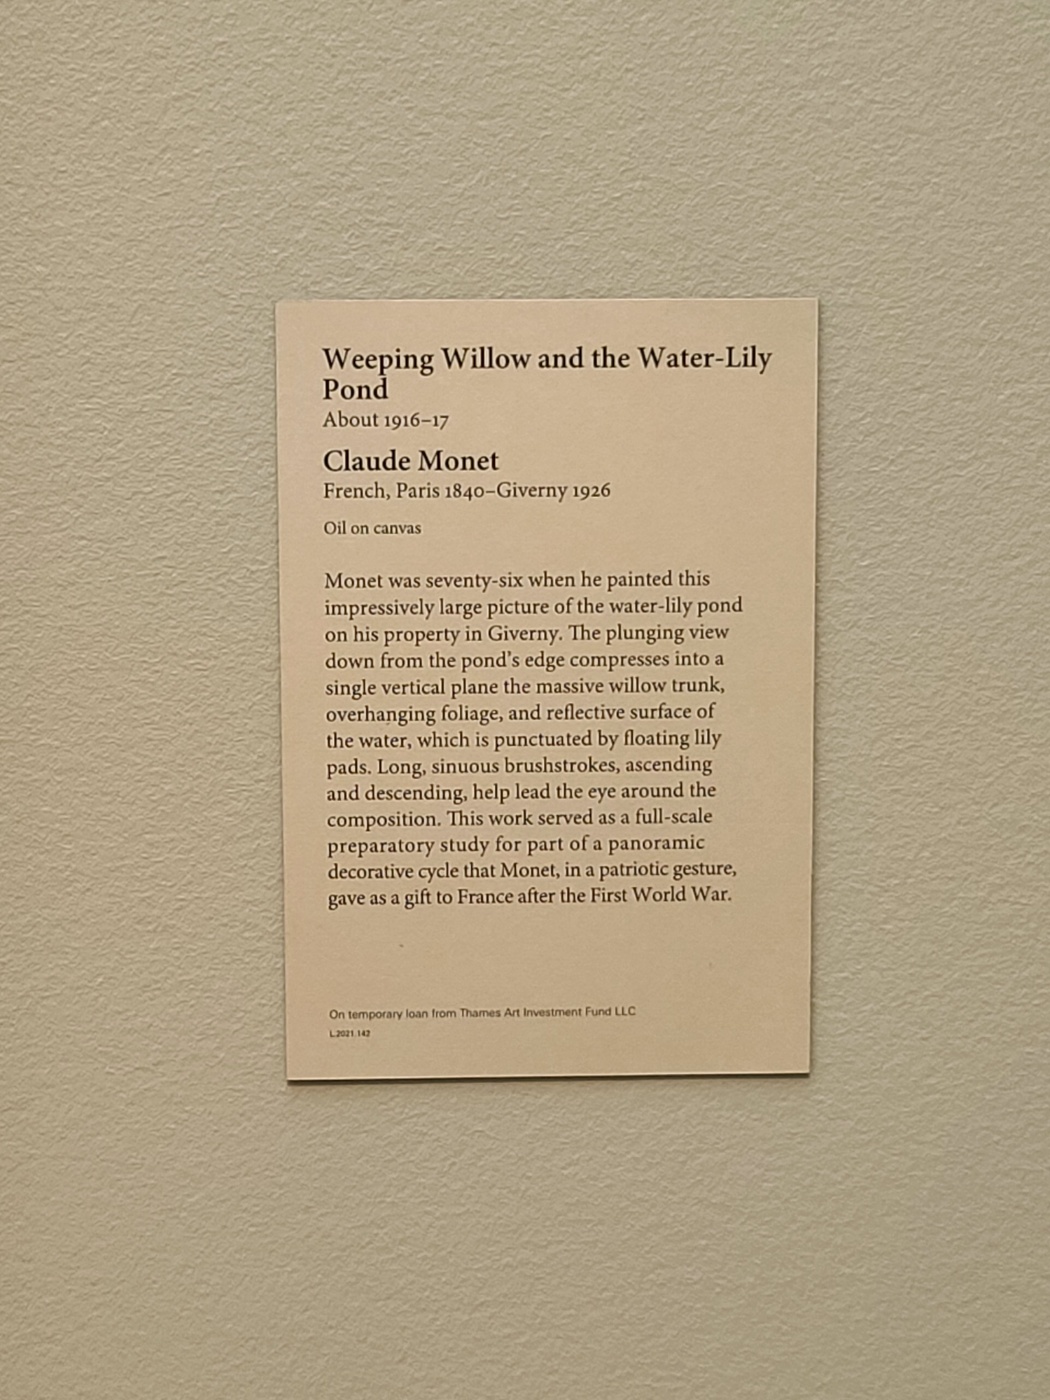 Weeping Willow and the Water-Lily
Pond
About 1916–17
Claude Monet
French, Paris 1840–Giverny 1926
Oil on canvas
Monet was seventy-six when he painted this
impressively large picture of the water-lily pond
on his property in Giverny. The plunging view
down from the pond’s edge compresses into a
single vertical plane the massive willow trunk,
overhanging foliage, and reflective surface of
the water, which is punctuated by floating lily
pads. Long, sinuous brushstrokes, ascending
and descending, help lead the eye around the
composition. This work served as a full-scale
preparatory study for part of a panoramic
decorative cycle that Monet, in a patriotic gesture,
gave as a gift to France after the First World War.
On temporary loan from Thames Art Investment Fund LLC
L.2021.142